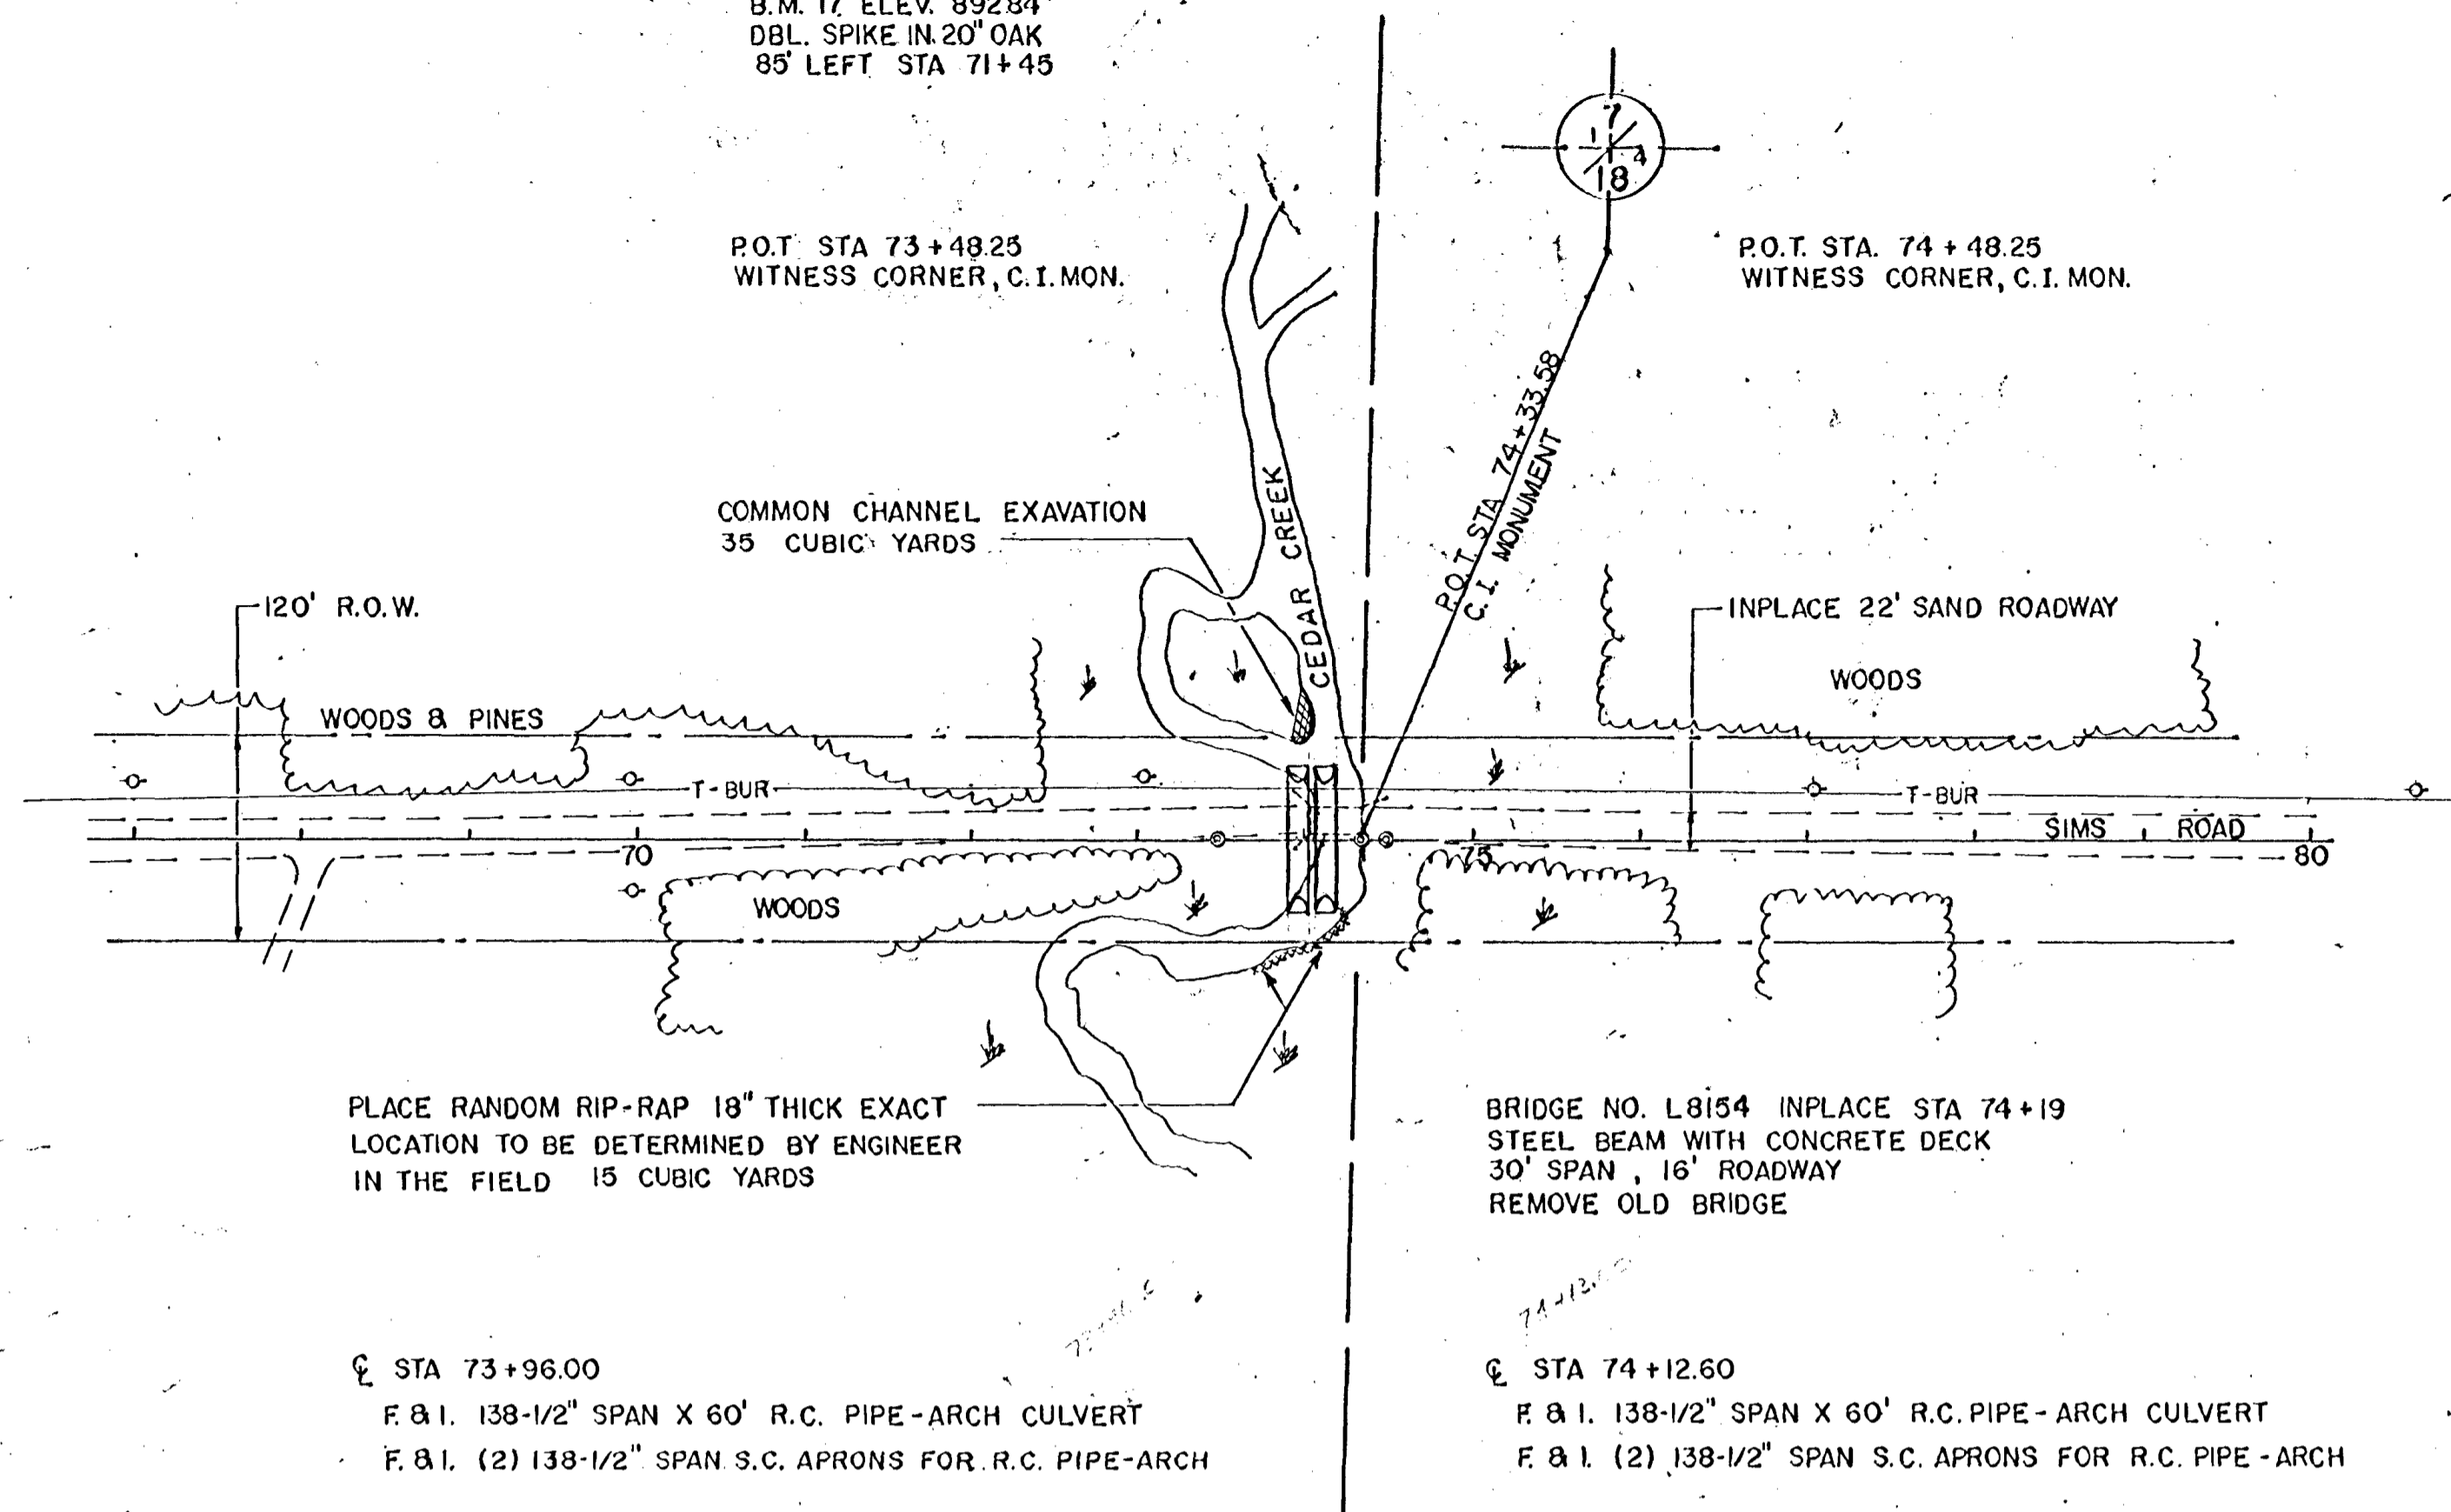 B.M. 17 ELEV. 892.84
DBL. SPIKE IN 20" OAK
85' LEFT STA 71+45
7
1
4
18
P.O.T. STA 73+48.25
WITNESS CORNER, C.I. MON.
P.O.T. STA. 74+48.25
WITNESS CORNER, C.I. MON.
P.O.T. STA 74+33.58
C.I. MONUMENT
COMMON CHANNEL EXAVATION
35 CUBIC YARDS
CEDAR CREEK
120' R.O.W.
INPLACE 22' SAND ROADWAY
WOODS
WOODS & PINES
T-BUR
T-BUR
SIMS ROAD
70
75
80
WOODS
PLACE RANDOM RIP-RAP 18" THICK EXACT
LOCATION TO BE DETERMINED BY ENGINEER
IN THE FIELD 15 CUBIC YARDS
BRIDGE NO. L8154 INPLACE STA 74+19
STEEL BEAM WITH CONCRETE DECK
30' SPAN, 16' ROADWAY
REMOVE OLD BRIDGE
℄ STA 73+96.00
F. & I. 138-1/2" SPAN X 60' R.C. PIPE-ARCH CULVERT
F. & I. (2) 138-1/2" SPAN S.C. APRONS FOR R.C. PIPE-ARCH
℄ STA 74+12.60
F. & I. 138-1/2" SPAN X 60' R.C. PIPE-ARCH CULVERT
F. & I. (2) 138-1/2" SPAN S.C. APRONS FOR R.C. PIPE-ARCH